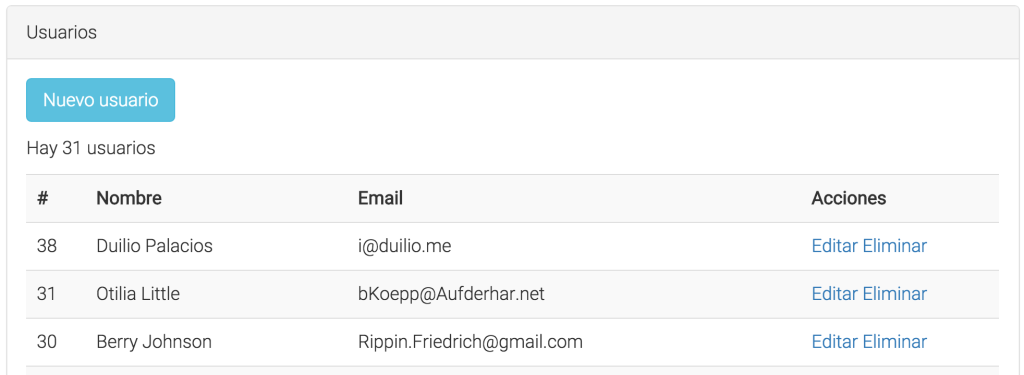 Usuarios
Nuevo usuario
Hay 31 usuarios
# Nombre Email Acciones
38 Duilio Palacios i@duilio.me Editar Eliminar
31 Otilia Little bKoepp@Aufderhar.net Editar Eliminar
30 Berry Johnson Rippin.Friedrich@gmail.com Editar Eliminar